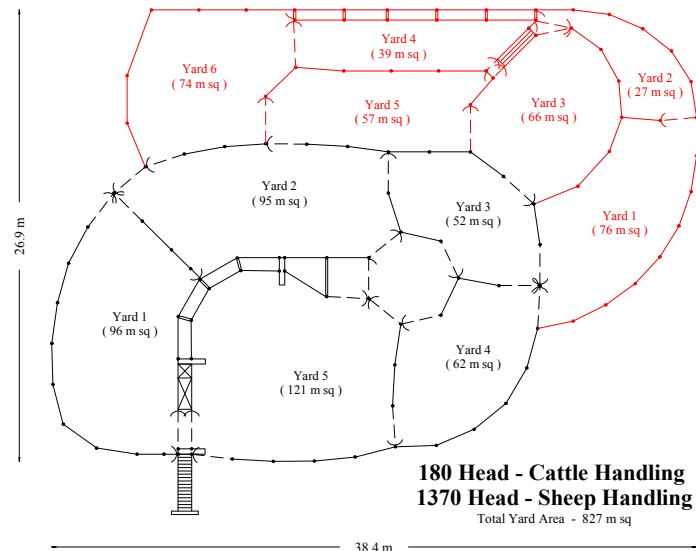 Yard 4
( 39 m sq )
Yard 6
( 74 m sq )
Yard 2
( 27 m sq )
Yard 5
( 57 m sq )
Yard 3
( 66 m sq )
Yard 2
( 95 m sq )
Yard 3
( 52 m sq )
Yard 1
( 76 m sq )
26.9 m
Yard 1
( 96 m sq )
Yard 5
( 121 m sq )
Yard 4
( 62 m sq )
180 Head - Cattle Handling
1370 Head - Sheep Handling
Total Yard Area - 827 m sq
38.4 m